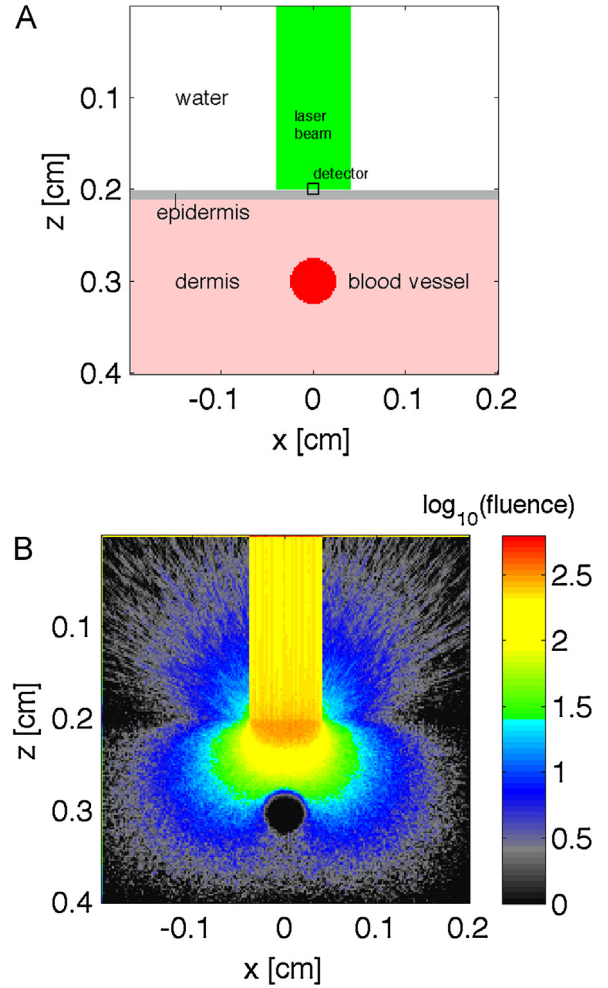 A
water
laser
beam
detector
0.1
0.2
z [cm]
epidermis
dermis
blood vessel
0.3
0.4
-0.1
0
0.1
0.2
x [cm]
log10(fluence)
B
2.5
0.1
2
z [cm]
0.2
1.5
1
0.3
0.5
0.4
0
-0.1
0
0.1
0.2
x [cm]